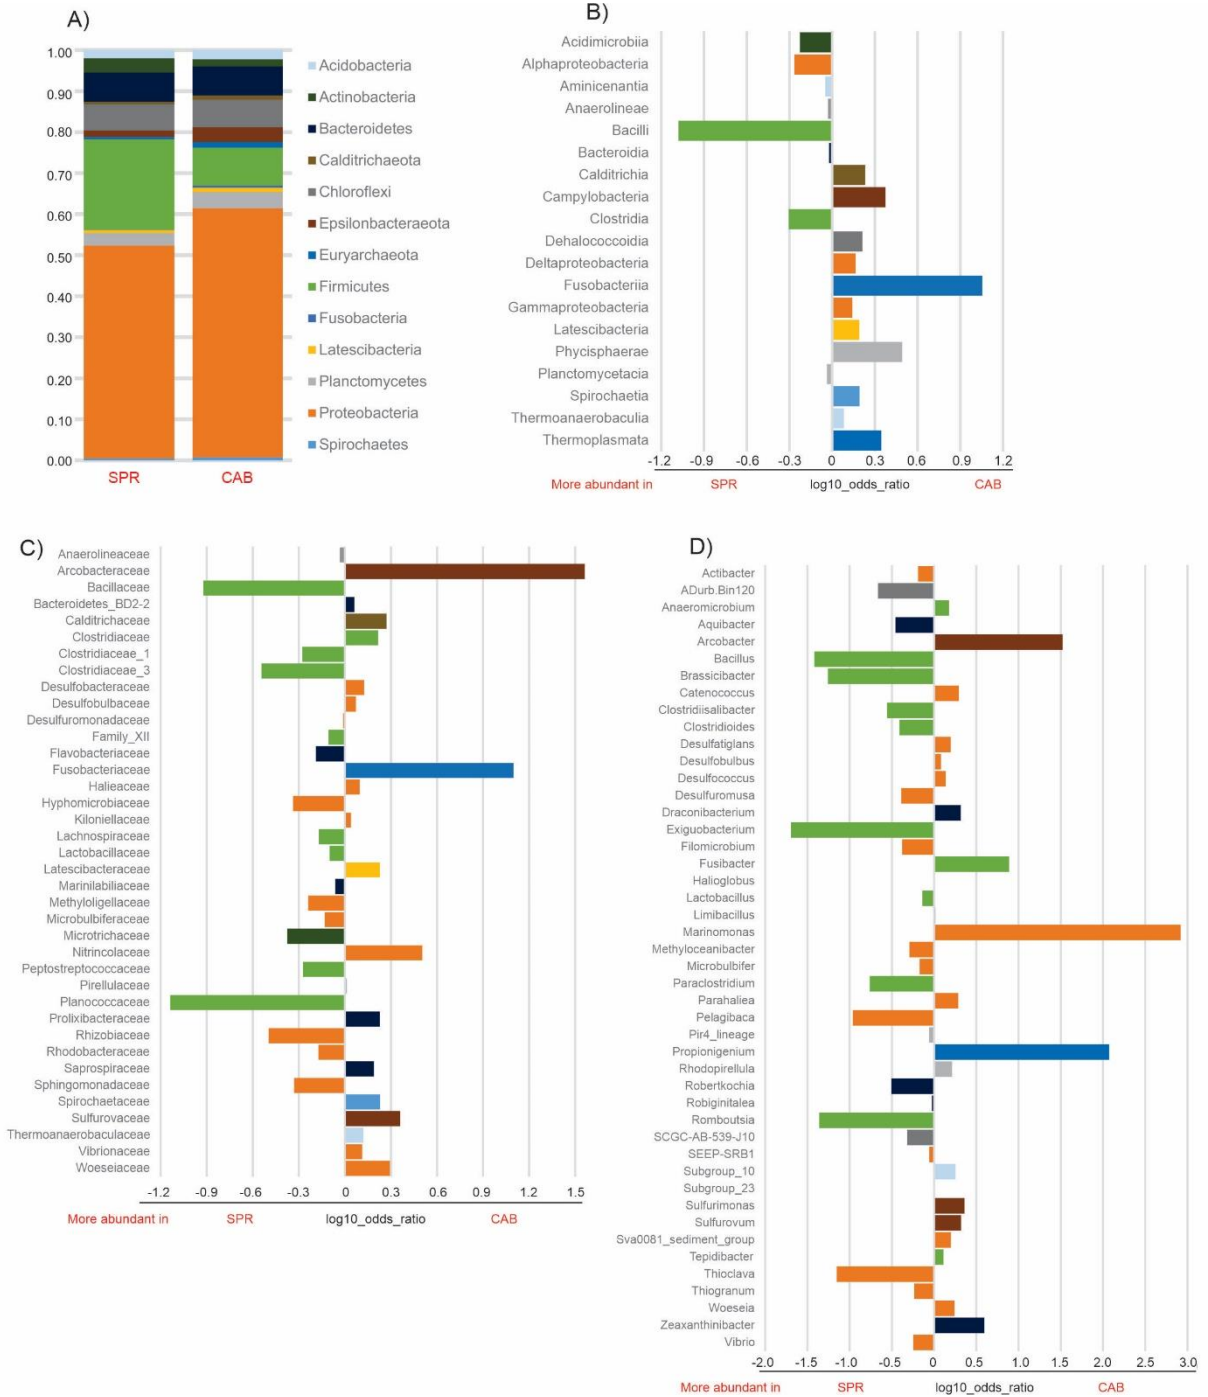 A)
1.00
0.90
0.80
0.70
0.60
0.50
0.40
0.30
0.20
0.10
0.00
SPR CAB
Acidobacteria
Actinobacteria
Bacteroidetes
Calditrichaeota
Chloroflexi
Epsilonbacteraeota
Euryarchaeota
Firmicutes
Fusobacteria
Latescibacteria
Planctomycetes
Proteobacteria
Spirochaetes
B)
Acidimicrobiia
Alphaproteobacteria
Aminicenantia
Anaerolineae
Bacilli
Bacteroidia
Calditrichia
Campylobacteria
Clostridia
Dehalococcoidia
Deltaproteobacteria
Fusobacteriia
Gammaproteobacteria
Latescibacteria
Phycisphaerae
Planctomycetacia
Spirochaetia
Thermoanaerobaculia
Thermoplasmata
-1.2 -0.9 -0.6 -0.3 0 0.3 0.6 0.9 1.2
More abundant in SPR log10_odds_ratio CAB
C)
Anaerolineaceae
Arcobacteraceae
Bacillaceae
Bacteroidetes_BD2-2
Calditrichaceae
Clostridiaceae
Clostridiaceae_1
Clostridiaceae_3
Desulfobacteraceae
Desulfobulbaceae
Desulfuromonadaceae
Family_XII
Flavobacteriaceae
Fusobacteriaceae
Halieaceae
Hyphomicrobiaceae
Kiloniellaceae
Lachnospiraceae
Lactobacillaceae
Latescibacteraceae
Marinilabiliaceae
Methyloligellaceae
Microbulbiferaceae
Microtrichaceae
Nitrincolaceae
Peptostreptococcaceae
Pirellulaceae
Planococcaceae
Prolixibacteraceae
Rhizobiaceae
Rhodobacteraceae
Saprospiraceae
Sphingomonadaceae
Spirochaetaceae
Sulfurovaceae
Thermoanaerobaculaceae
Vibrionaceae
Woeseiaceae
-1.2 -0.9 -0.6 -0.3 0 0.3 0.6 0.9 1.2 1.5
More abundant in SPR log10_odds_ratio CAB
D)
Actibacter
ADurb.Bin120
Anaeromicrobium
Aquibacter
Arcobacter
Bacillus
Brassicibacter
Catenococcus
Clostridiisalibacter
Clostridioides
Desulfatiglans
Desulfobulbus
Desulfococcus
Desulfuromusa
Draconibacterium
Exiguobacterium
Filomicrobium
Fusibacter
Halioglobus
Lactobacillus
Limibacillus
Marinomonas
Methyloceanibacter
Microbulbifer
Paraclostridium
Parahaliea
Pelagibaca
Pir4_lineage
Propionigenium
Rhodopirellula
Robertkochia
Robiginitalea
Romboutsia
SCGC-AB-539-J10
SEEP-SRB1
Subgroup_10
Subgroup_23
Sulfurimonas
Sulfurovum
Sva0081_sediment_group
Tepidibacter
Thioclava
Thiogranum
Woeseia
Zeaxanthinibacter
Vibrio
-2.0 -1.5 -1.0 -0.5 0 0.5 1.0 1.5 2.0 2.5 3.0
More abundant in SPR log10_odds_ratio CAB